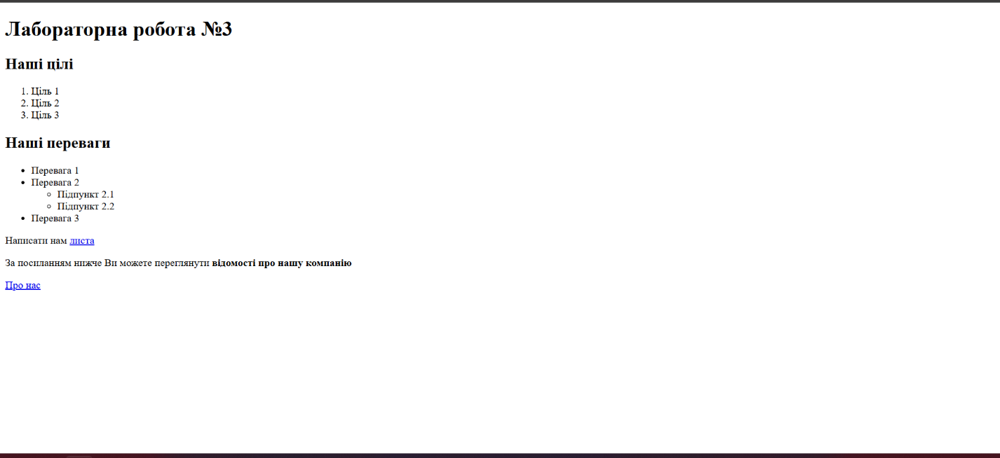 Лабораторна робота №3
Наші цілі
1. Ціль 1
2. Ціль 2
3. Ціль 3
Наші переваги
• Перевага 1
• Перевага 2
◦ Підпункт 2.1
◦ Підпункт 2.2
• Перевага 3
Написати нам листа
За посиланням нижче Ви можете переглянути відомості про нашу компанію
Про нас